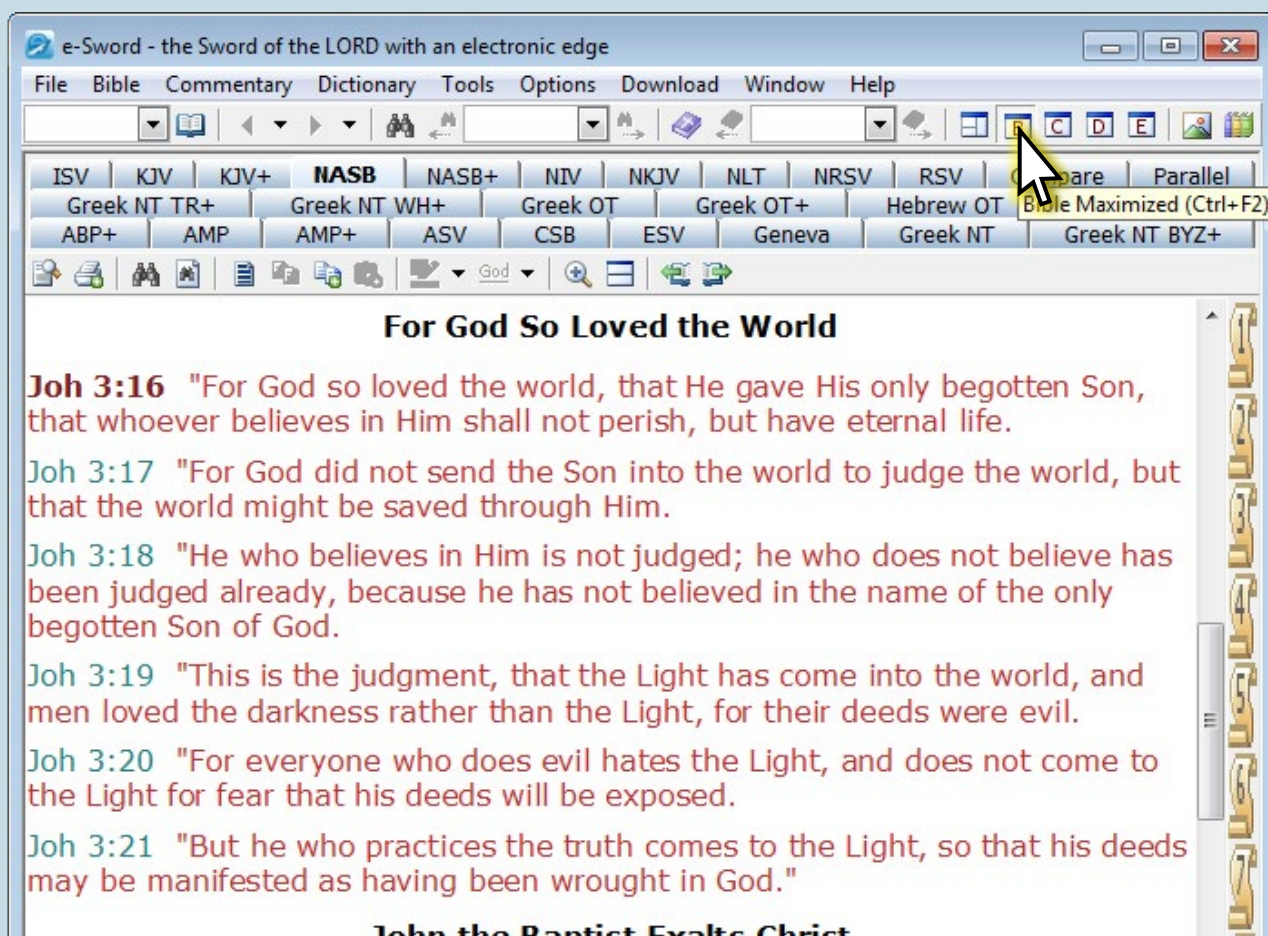 e-Sword - the Sword of the LORD with an electronic edge
File Bible Commentary Dictionary Tools Options Download Window Help
B C D E
ISV KJV KJV+ NASB NASB+ NIV NKJV NLT NRSV RSV Parallel
Greek NT TR+ Greek NT WH+ Greek OT Greek OT+ Hebrew OT Bible Maximized (Ctrl+F2)
ABP+ AMP AMP+ ASV CSB ESV Geneva Greek NT Greek NT BYZ+
God
For God So Loved the World
Joh 3:16 "For God so loved the world, that He gave His only begotten Son,
that whoever believes in Him shall not perish, but have eternal life.
Joh 3:17 "For God did not send the Son into the world to judge the world, but
that the world might be saved through Him.
Joh 3:18 "He who believes in Him is not judged; he who does not believe has
been judged already, because he has not believed in the name of the only
begotten Son of God.
Joh 3:19 "This is the judgment, that the Light has come into the world, and
men loved the darkness rather than the Light, for their deeds were evil.
Joh 3:20 "For everyone who does evil hates the Light, and does not come to
the Light for fear that his deeds will be exposed.
Joh 3:21 "But he who practices the truth comes to the Light, so that his deeds
may be manifested as having been wrought in God."
John the Baptist Exalts Christ
1
2
3
4
5
6
7